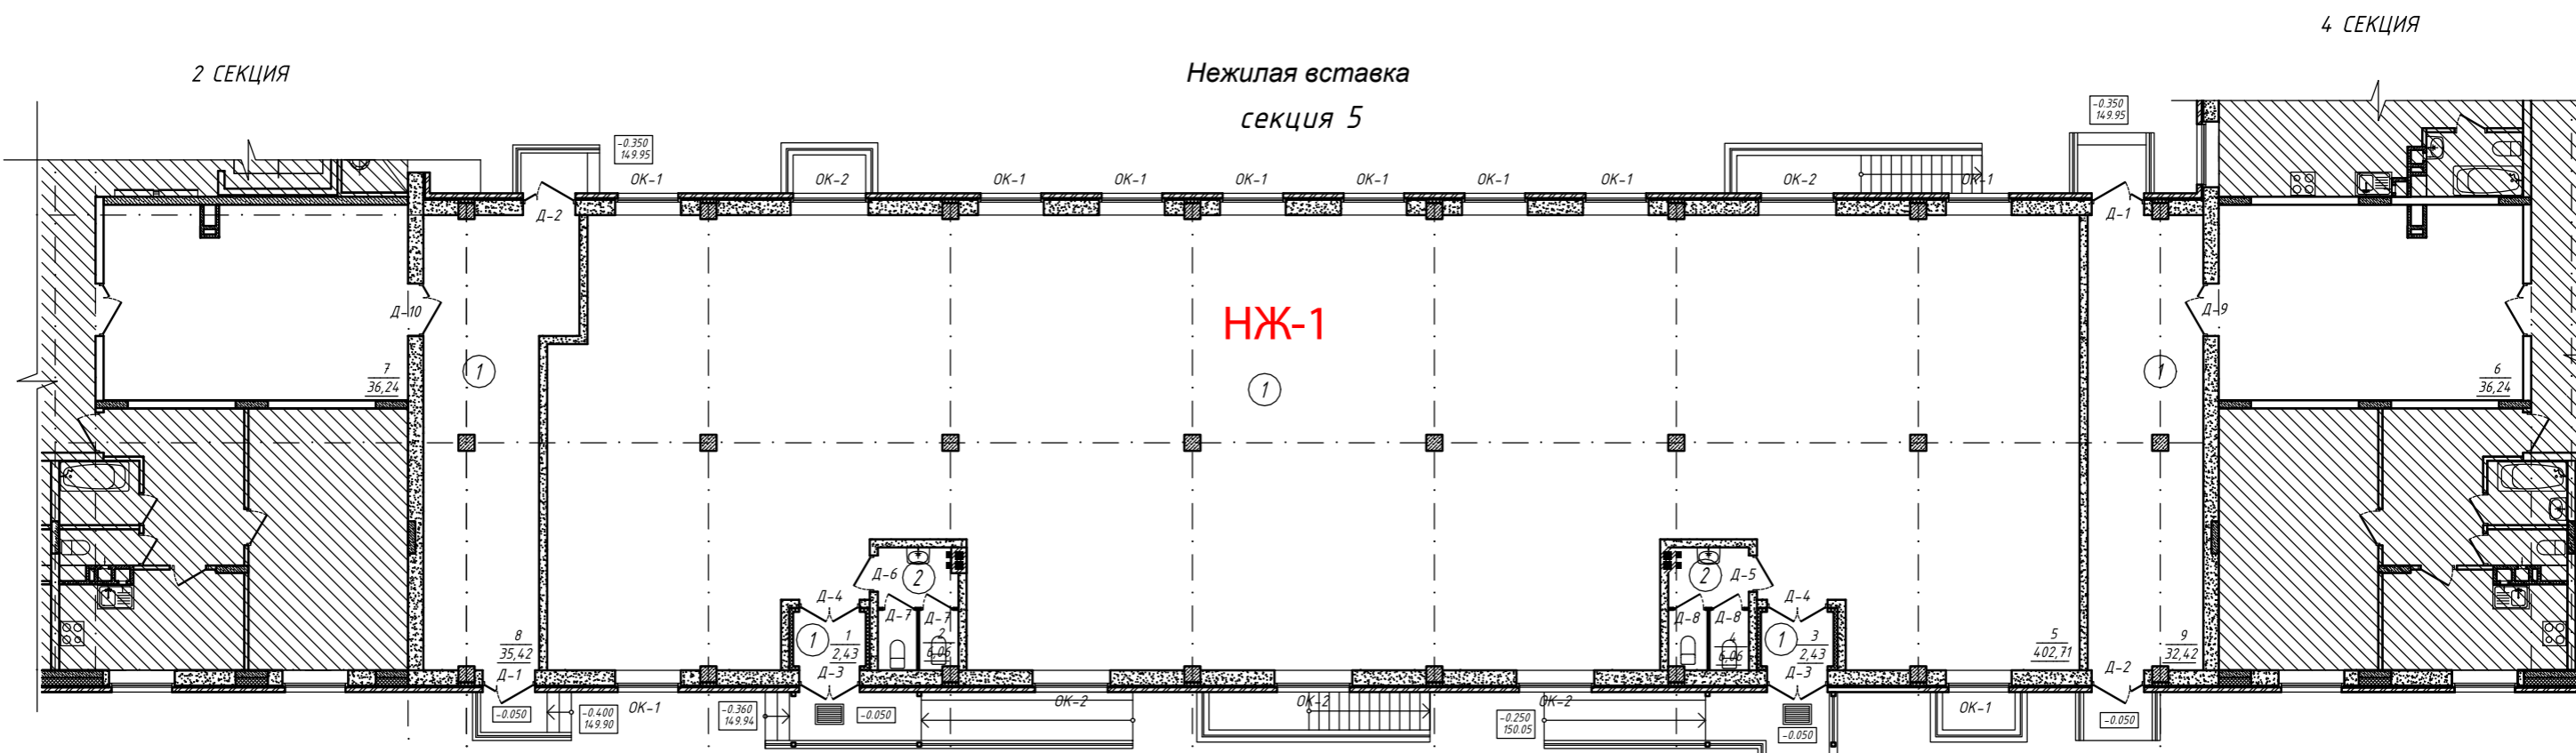 4 СЕКЦИЯ
2 СЕКЦИЯ
Нежилая вставка
секция 5
-0.350
149.95
-0.350
149.95
ОК-1
ОК-2
ОК-1
ОК-1
ОК-1
ОК-1
ОК-1
ОК-1
ОК-2
ОК-1
Д-2
Д-1
Д-10
НЖ-1
Д-9
7
36,24
1
1
1
6
36,24
Д-6
2
2
Д-5
Д-4
Д-4
Д-7
Д-7
Д-8
Д-8
8
35,42
1
1
2,43
2
6,06
4
6,06
1
3
2,43
5
402,71
9
32,42
Д-1
Д-3
Д-3
Д-2
-0.050
-0.400
149.90
ОК-1
-0.360
149.94
-0.050
ОК-2
ОК-2
-0.250
150.05
ОК-2
-0.050
ОК-1
-0.050